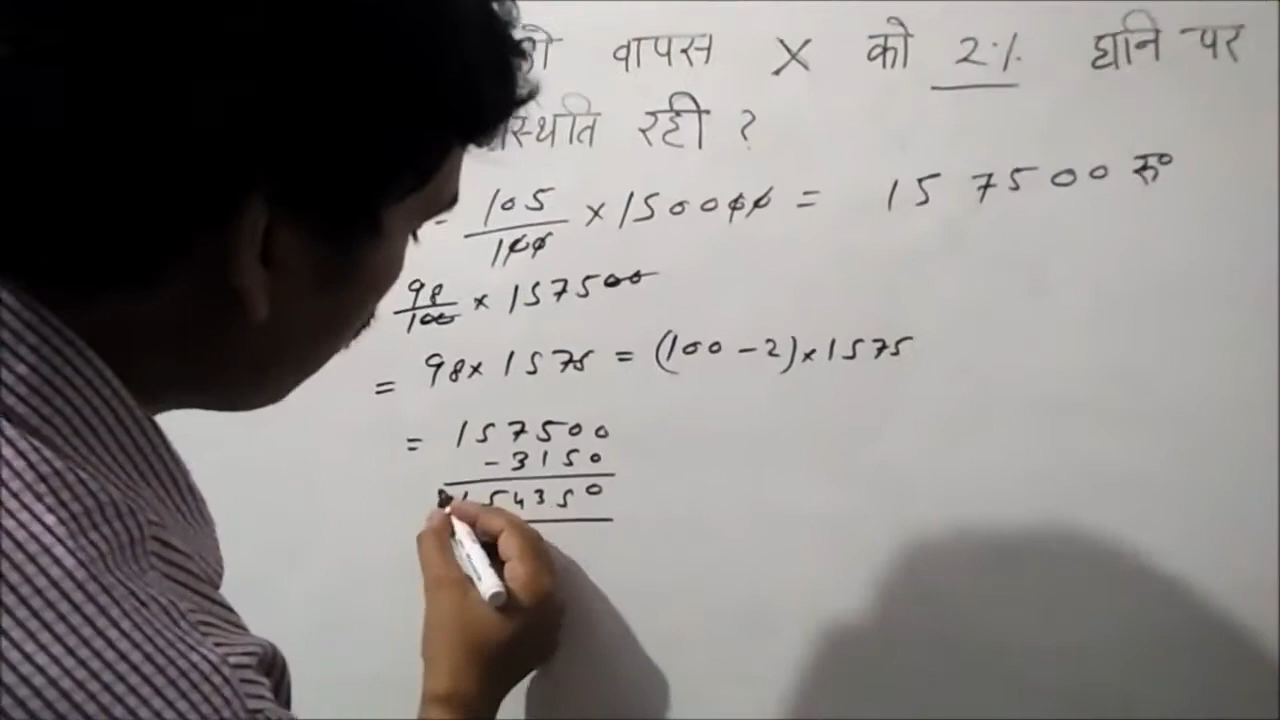 वापस X को 2% हानि पर
स्थिति रही ?
- 105/100 × 150000 = 157500 रु०
98/100 × 157500
= 98 × 1575 = (100 - 2) × 1575
= 157500
- 3150
154350